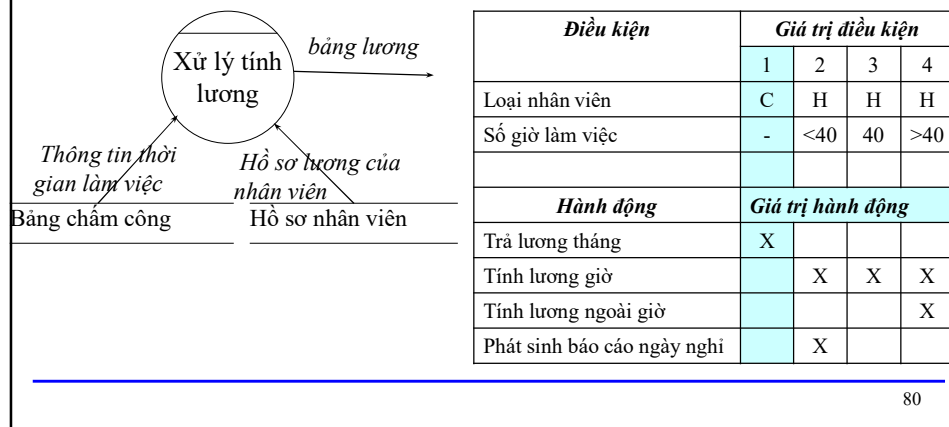 Xử lý tính
lương
bảng lương
Thông tin thời
gian làm việc
Hồ sơ lương của
nhân viên
Bảng chấm công
Hồ sơ nhân viên
Điều kiện Giá trị điều kiện
1 2 3 4
Loại nhân viên C H H H
Số giờ làm việc - <40 40 >40
Hành động Giá trị hành động
Trả lương tháng X
Tính lương giờ X X X
Tính lương ngoài giờ X
Phát sinh báo cáo ngày nghỉ X
80